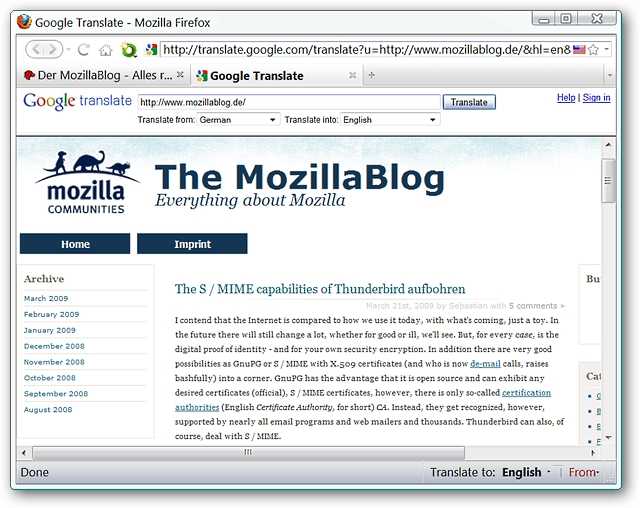 Google Translate - Mozilla Firefox
http://translate.google.com/translate?u=http://www.mozillablog.de/&hl=en&
Der MozillaBlog - Alles r...
Google Translate
Google translate
http://www.mozillablog.de/
Translate
Help | Sign in
Translate from: German Translate into: English
mozilla
COMMUNITIES
The MozillaBlog
Everything about Mozilla
Home
Imprint
Archive
March 2009
February 2009
January 2009
December 2008
November 2008
October 2008
September 2008
August 2008
The S / MIME capabilities of Thunderbird aufbohren
March 21st, 2009 by Sebastian with 5 comments »
I contend that the Internet is compared to how we use it today, with what's coming, just a toy. In
the future there will still change a lot, whether for good or ill, we'll see. But, for every case, is the
digital proof of identity - and for your own security encryption. In addition there are very good
possibilities as GnuPG or S / MIME with X.509 certificates (and who is now de-mail calls, raises
bashfully) into a corner. GnuPG has the advantage that it is open source and can exhibit any
desired certificates (official), S / MIME certificates, however, there is only so-called certification
authorities (English Certificate Authorty, for short) CA. Instead, they get recognized, however,
supported by nearly all email programs and web mailers and thousands. Thunderbird can also, of
course, deal with S / MIME.
Bu
Cat
Done
Translate to: English
From